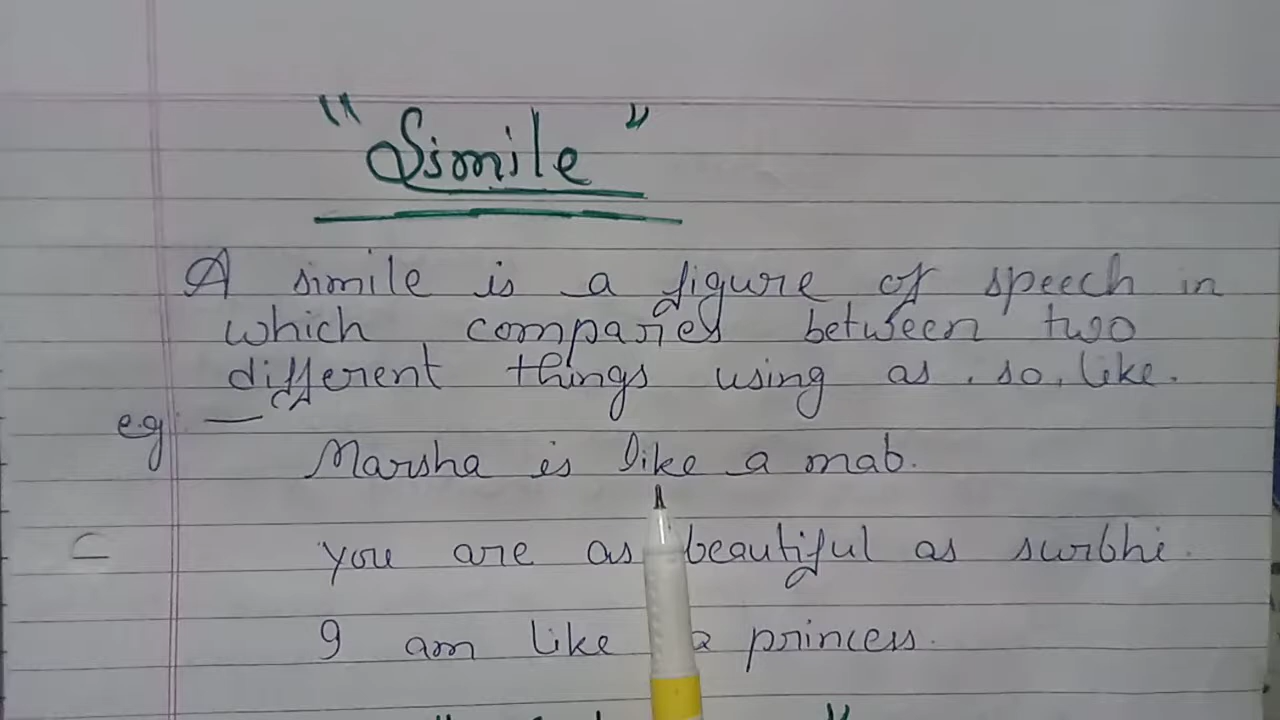 "Simile"
A simile is a figure of speech in
which comparies between two
different things using as, so, like.
eg: —
Marsha is like a mab.
you are as beautiful as surbhi.
I am like a princess.